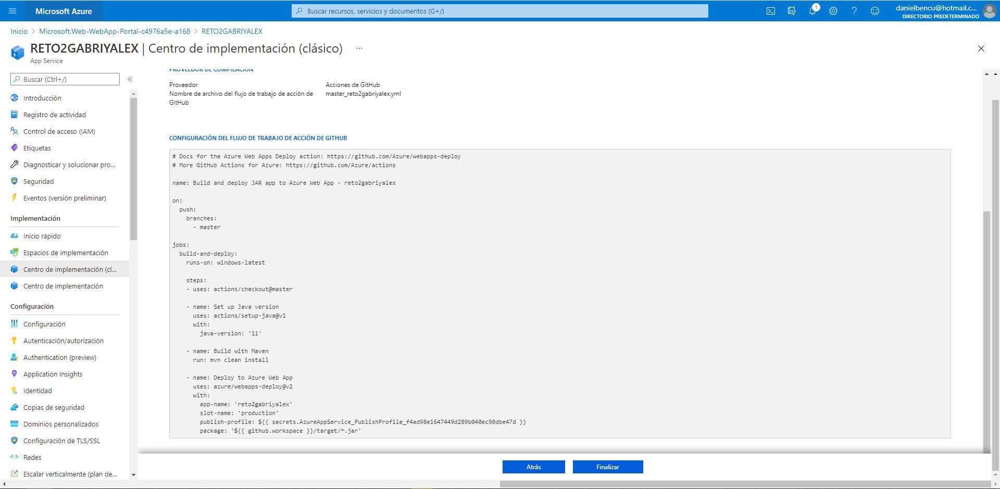 Microsoft Azure
Buscar recursos, servicios y documentos (G+/)
1
danielbencu@hotmail.c...
DIRECTORIO PREDETERMINADO
Inicio > Microsoft.Web-WebApp-Portal-c4976a5e-a168 > RETO2GABRIYALEX
RETO2GABRIYALEX | Centro de implementación (clásico) ...
App Service
Buscar (Ctrl+/)
«
Introducción
Registro de actividad
Control de acceso (IAM)
Etiquetas
Diagnosticar y solucionar pro...
Seguridad
Eventos (versión preliminar)
Implementación
Inicio rápido
Espacios de implementación
Centro de implementación (cl...
Centro de implementación
Configuración
Configuración
Autenticación/autorización
Authentication (preview)
Application Insights
Identidad
Copias de seguridad
Dominios personalizados
Configuración de TLS/SSL
Redes
Escalar verticalmente (plan de...
PROVEEDOR DE COMPILACIÓN
Proveedor Acciones de GitHub
Nombre de archivo del flujo de trabajo de acción de master_reto2gabriyalex.yml
GitHub
CONFIGURACIÓN DEL FLUJO DE TRABAJO DE ACCIÓN DE GITHUB
# Docs for the Azure Web Apps Deploy action: https://github.com/Azure/webapps-deploy
# More GitHub Actions for Azure: https://github.com/Azure/actions
name: Build and deploy JAR app to Azure Web App - reto2gabriyalex
on:
push:
branches:
- master
jobs:
build-and-deploy:
runs-on: windows-latest
steps:
- uses: actions/checkout@master
- name: Set up Java version
uses: actions/setup-java@v1
with:
java-version: '11'
- name: Build with Maven
run: mvn clean install
- name: Deploy to Azure Web App
uses: azure/webapps-deploy@v2
with:
app-name: 'reto2gabriyalex'
slot-name: 'production'
publish-profile: ${{ secrets.AzureAppService_PublishProfile_f4ad98e1647449d289b040ec90dbe47d }}
package: '${{ github.workspace }}/target/*.jar'
Atrás
Finalizar